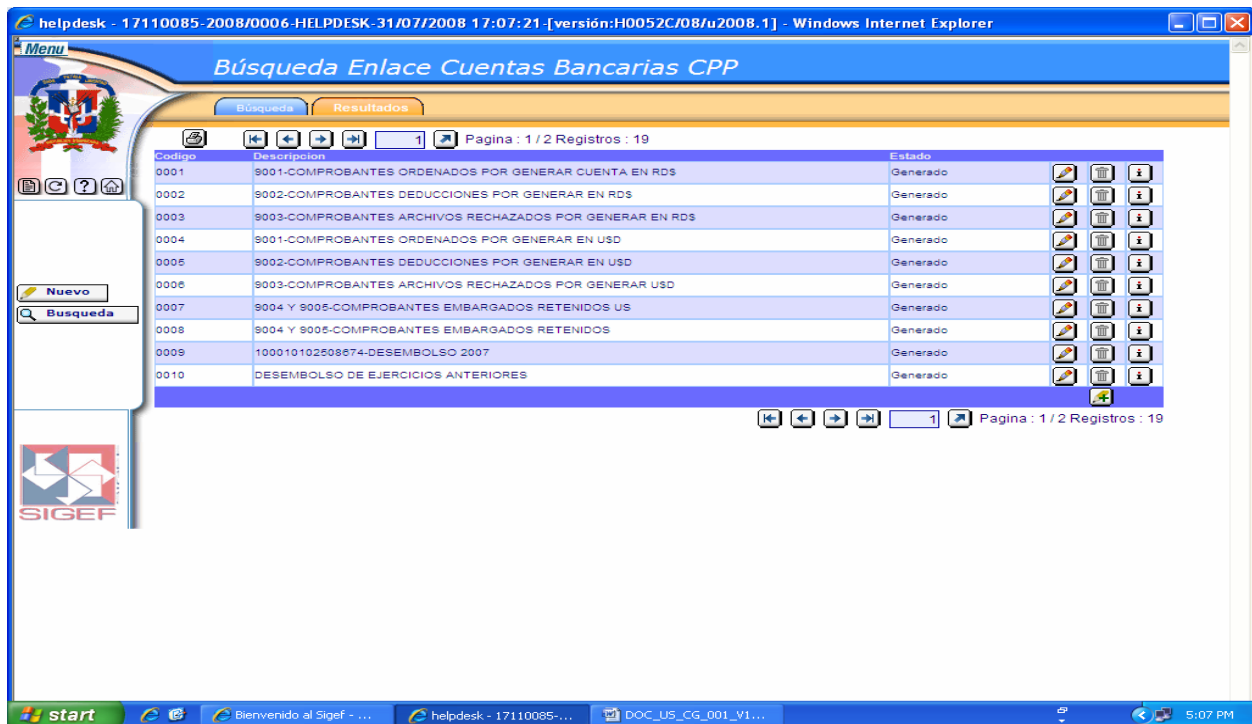 helpdesk - 17110085-2008/0006-HELPDESK-31/07/2008 17:07:21-[versión:H0052C/08/u2008.1] - Windows Internet Explorer
Menu
Búsqueda Enlace Cuentas Bancarias CPP
Búsqueda Resultados
1 Pagina : 1 / 2 Registros : 19
Codigo Descripcion Estado
0001 9001-COMPROBANTES ORDENADOS POR GENERAR CUENTA EN RD$ Generado
0002 9002-COMPROBANTES DEDUCCIONES POR GENERAR EN RD$ Generado
0003 9003-COMPROBANTES ARCHIVOS RECHAZADOS POR GENERAR EN RD$ Generado
0004 9001-COMPROBANTES ORDENADOS POR GENERAR EN USD Generado
0005 9002-COMPROBANTES DEDUCCIONES POR GENERAR EN USD Generado
0006 9003-COMPROBANTES ARCHIVOS RECHAZADOS POR GENERAR USD Generado
0007 9004 Y 9005-COMPROBANTES EMBARGADOS RETENIDOS US Generado
0008 9004 Y 9005-COMPROBANTES EMBARGADOS RETENIDOS Generado
0009 100010102508674-DESEMBOLSO 2007 Generado
0010 DESEMBOLSO DE EJERCICIOS ANTERIORES Generado
1 Pagina : 1 / 2 Registros : 19
Nuevo
Busqueda
SIGEF
start Bienvenido al Sigef - ... helpdesk - 17110085-... DOC_US_CG_001_V1... 5:07 PM